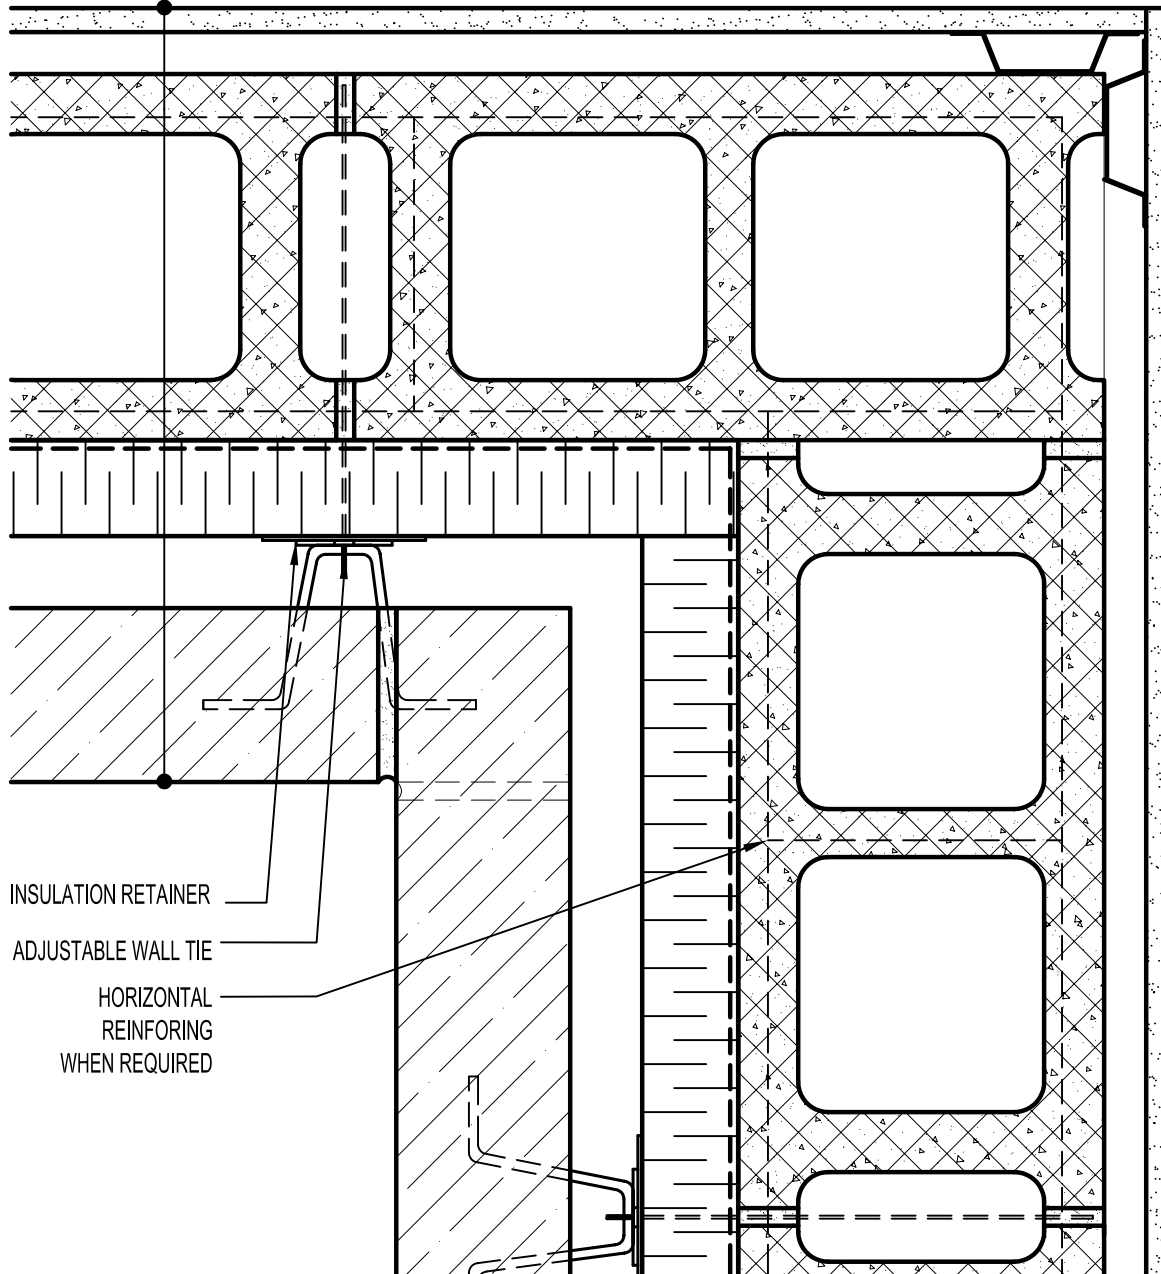 INSULATION RETAINER
ADJUSTABLE WALL TIE
HORIZONTAL
REINFORING
WHEN REQUIRED